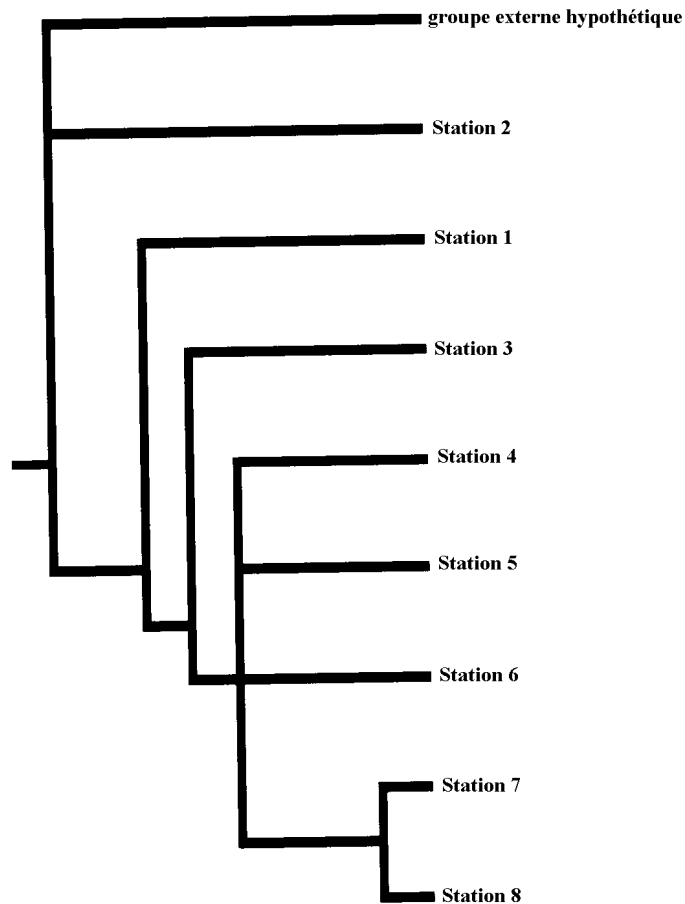 groupe externe hypothétique
Station 2
Station 1
Station 3
Station 4
Station 5
Station 6
Station 7
Station 8